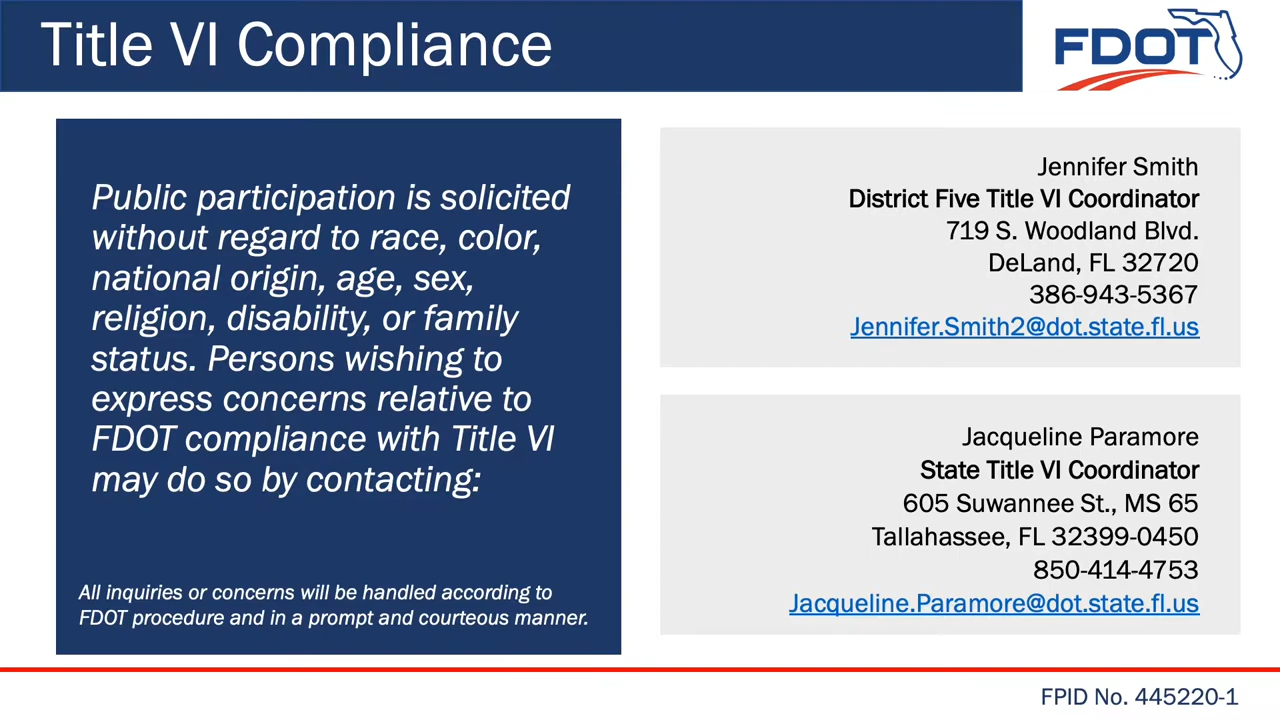 Title VI Compliance
FDOT
Public participation is solicited
without regard to race, color,
national origin, age, sex,
religion, disability, or family
status. Persons wishing to
express concerns relative to
FDOT compliance with Title VI
may do so by contacting:
All inquiries or concerns will be handled according to
FDOT procedure and in a prompt and courteous manner.
Jennifer Smith
District Five Title VI Coordinator
719 S. Woodland Blvd.
DeLand, FL 32720
386-943-5367
Jennifer.Smith2@dot.state.fl.us
Jacqueline Paramore
State Title VI Coordinator
605 Suwannee St., MS 65
Tallahassee, FL 32399-0450
850-414-4753
Jacqueline.Paramore@dot.state.fl.us
FPID No. 445220-1